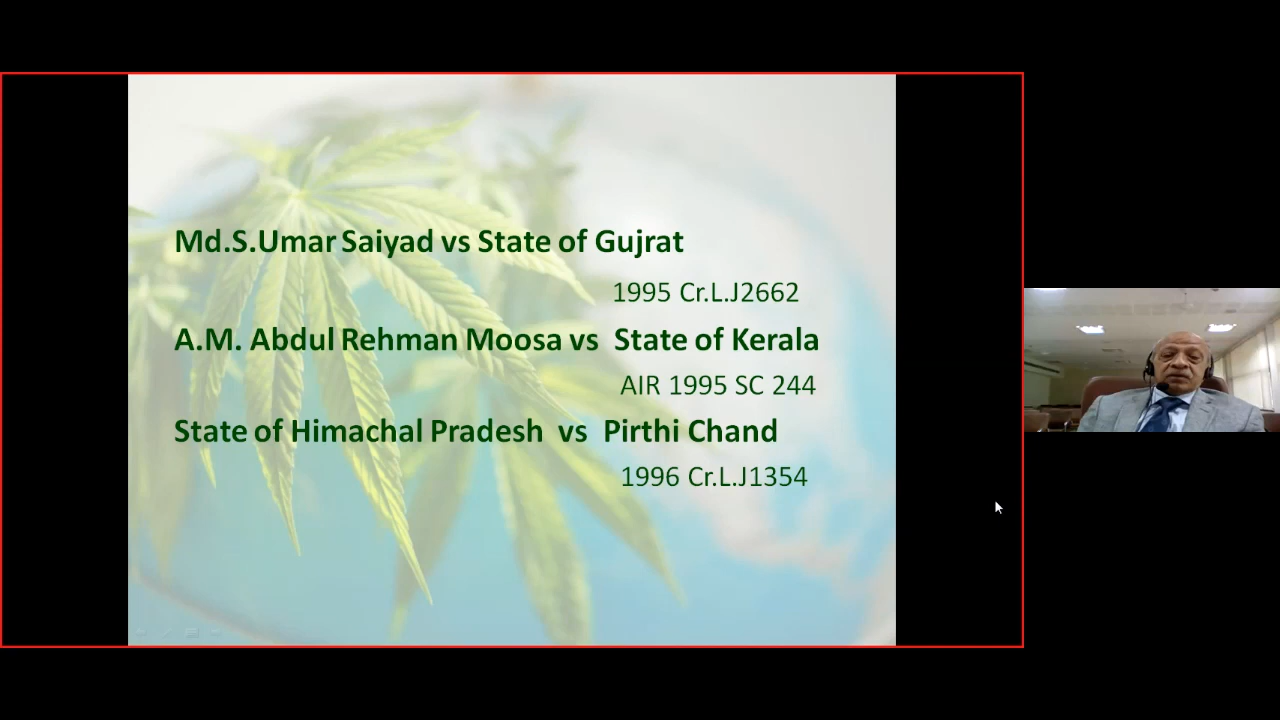 Md.S.Umar Saiyad vs State of Gujrat
1995 Cr.L.J2662
A.M. Abdul Rehman Moosa vs State of Kerala
AIR 1995 SC 244
State of Himachal Pradesh vs Pirthi Chand
1996 Cr.L.J1354